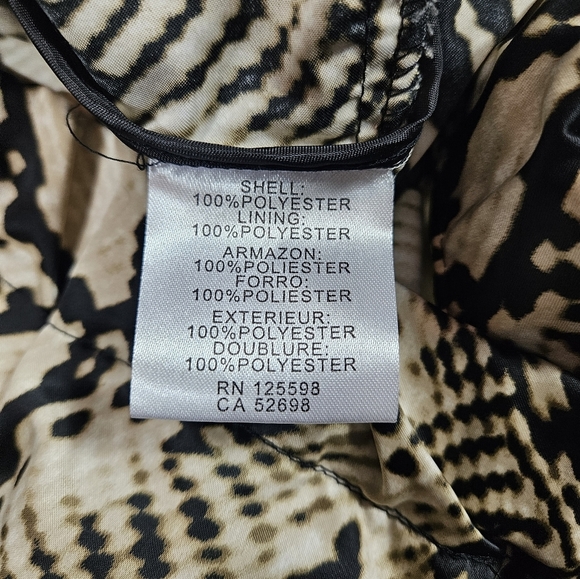 SHELL:
100%POLYESTER
LINING:
100%POLYESTER
ARMAZON:
100%POLIESTER
FORRO:
100%POLIESTER
EXTERIEUR:
100%POLYESTER
DOUBLURE:
100%POLYESTER
RN 125598
CA 52698